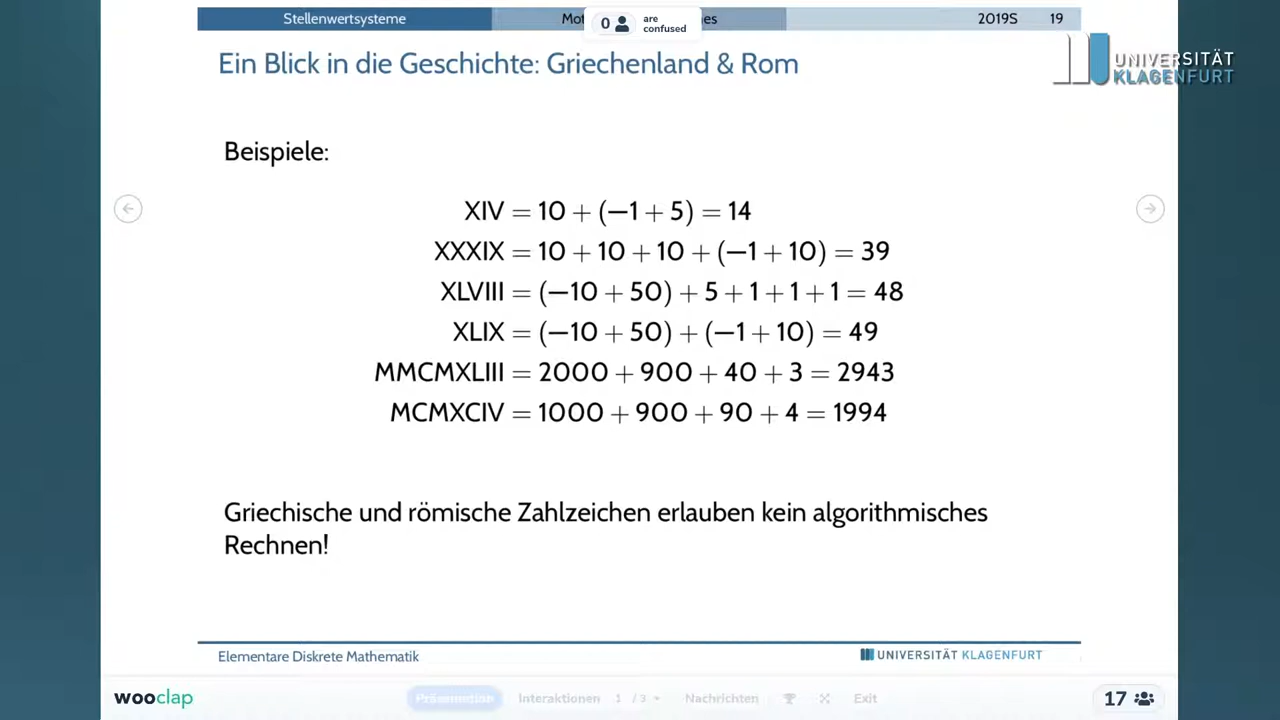 Stellenwertsysteme
2019S 19
0 are
confused
UNIVERSITÄT
KLAGENFURT
Ein Blick in die Geschichte: Griechenland & Rom
Beispiele:
XIV = 10 + (−1 + 5) = 14
XXXIX = 10 + 10 + 10 + (−1 + 10) = 39
XLVIII = (−10 + 50) + 5 + 1 + 1 + 1 = 48
XLIX = (−10 + 50) + (−1 + 10) = 49
MMCMXLIII = 2000 + 900 + 40 + 3 = 2943
MCMXCIV = 1000 + 900 + 90 + 4 = 1994
Griechische und römische Zahlzeichen erlauben kein algorithmisches
Rechnen!
Elementare Diskrete Mathematik
UNIVERSITÄT KLAGENFURT
wooclap
Präsentation Interaktionen 1 / 3 Nachrichten Exit
17